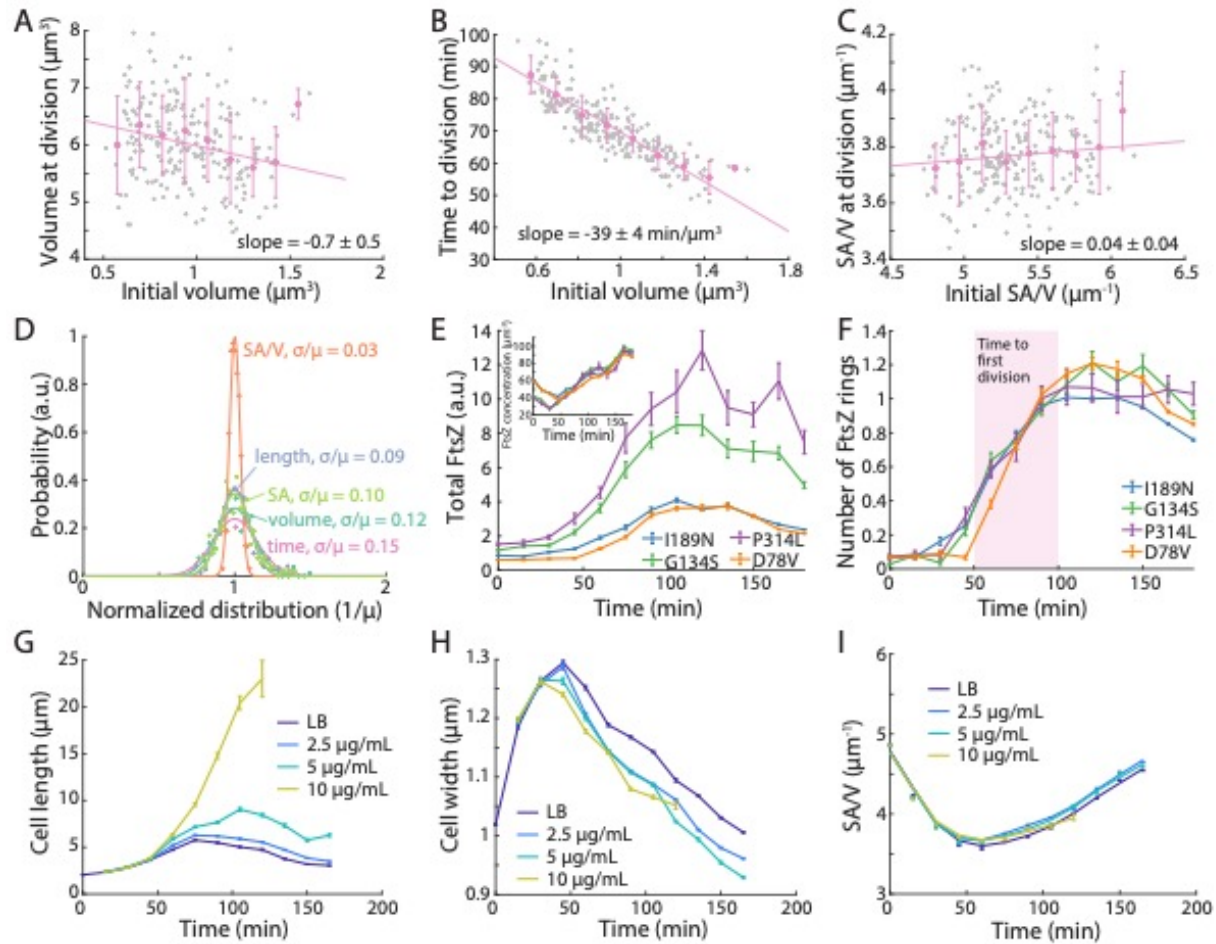 A
Volume at division (μm³)
8
7
6
5
4
slope = -0.7 ± 0.5
0.5
1
1.5
2
Initial volume (μm³)
B
Time to division (min)
100
90
80
70
60
50
40
30
slope = -39 ± 4 min/μm³
0.6
1
1.4
1.8
Initial volume (μm³)
C
SA/V at division (μm⁻¹)
4.2
4
3.8
3.6
3.4
slope = 0.04 ± 0.04
4.5
5
5.5
6
6.5
Initial SA/V (μm⁻¹)
D
Probability (a.u.)
1
0.8
0.6
0.4
0.2
0
SA/V, σ/μ = 0.03
length, σ/μ = 0.09
SA, σ/μ = 0.10
volume, σ/μ = 0.12
time, σ/μ = 0.15
0
1
2
Normalized distribution (1/μ)
E
Total FtsZ (a.u.)
14
12
10
8
6
4
2
0
FtsZ concentration (μm⁻³)
100
80
60
40
20
0
50
100
150
Time (min)
I189N
P314L
G134S
D78V
0
50
100
150
Time (min)
F
Number of FtsZ rings
1.4
1.2
1
0.8
0.6
0.4
0.2
0
Time to
first
division
I189N
G134S
P314L
D78V
0
50
100
150
Time (min)
G
Cell length (μm)
25
20
15
10
5
0
LB
2.5 μg/mL
5 μg/mL
10 μg/mL
0
50
100
150
200
Time (min)
H
Cell width (μm)
1.3
1.2
1.1
1
0.9
LB
2.5 μg/mL
5 μg/mL
10 μg/mL
0
50
100
150
200
Time (min)
I
SA/V (μm⁻¹)
6
5
4
3
LB
2.5 μg/mL
5 μg/mL
10 μg/mL
0
50
100
150
200
Time (min)